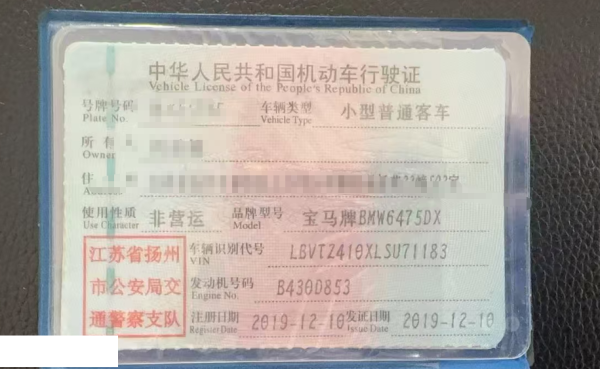 中华人民共和国机动车行驶证
Vehicle License of the People's Republic of China
号牌号码 车辆类型 小型普通客车
Plate No. Vehicle Type
所
Owner
住
使用性质 非营运 品牌型号 宝马牌BMW6475DX
Use Character Model
江苏省扬州 车辆识别代号 LBVTZ410XLSU71183
VIN
市公安局交 发动机号码 B430D853
Engine No.
通警察支队 注册日期 2019-12-10 发证日期 2019-12-10
Register Date Issue Date